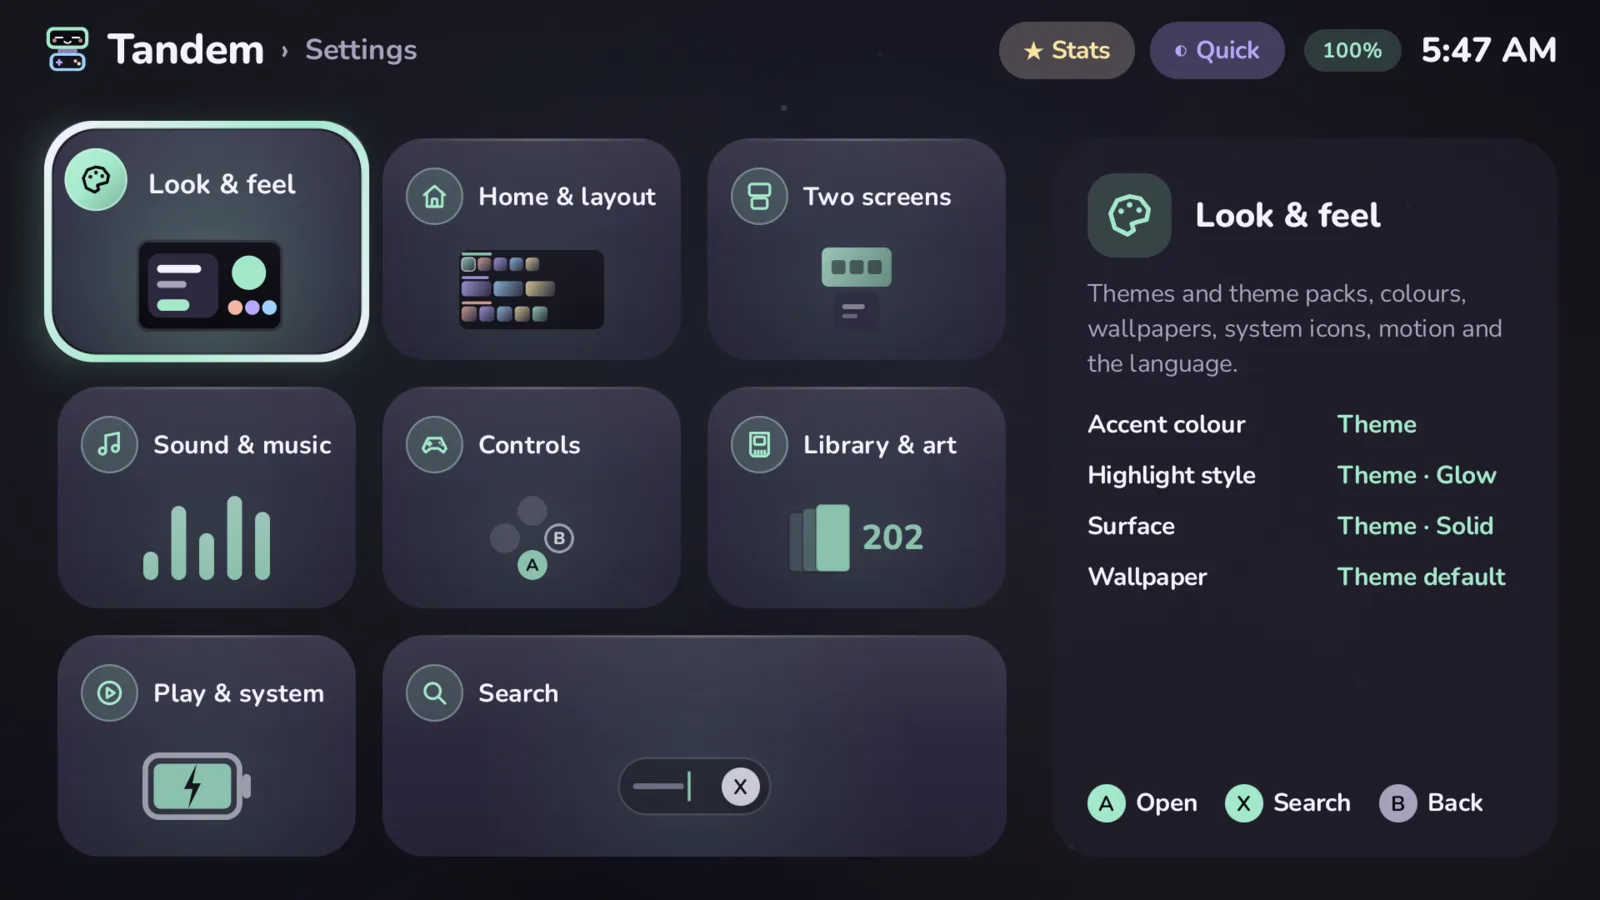 Tandem › Settings
★ Stats
Quick
100%
5:47 AM
Look & feel
Home & layout
Two screens
Sound & music
Controls
B
A
Library & art
202
Play & system
Search
X
Look & feel
Themes and theme packs, colours,
wallpapers, system icons, motion and
the language.
Accent colour Theme
Highlight style Theme · Glow
Surface Theme · Solid
Wallpaper Theme default
A Open X Search B Back